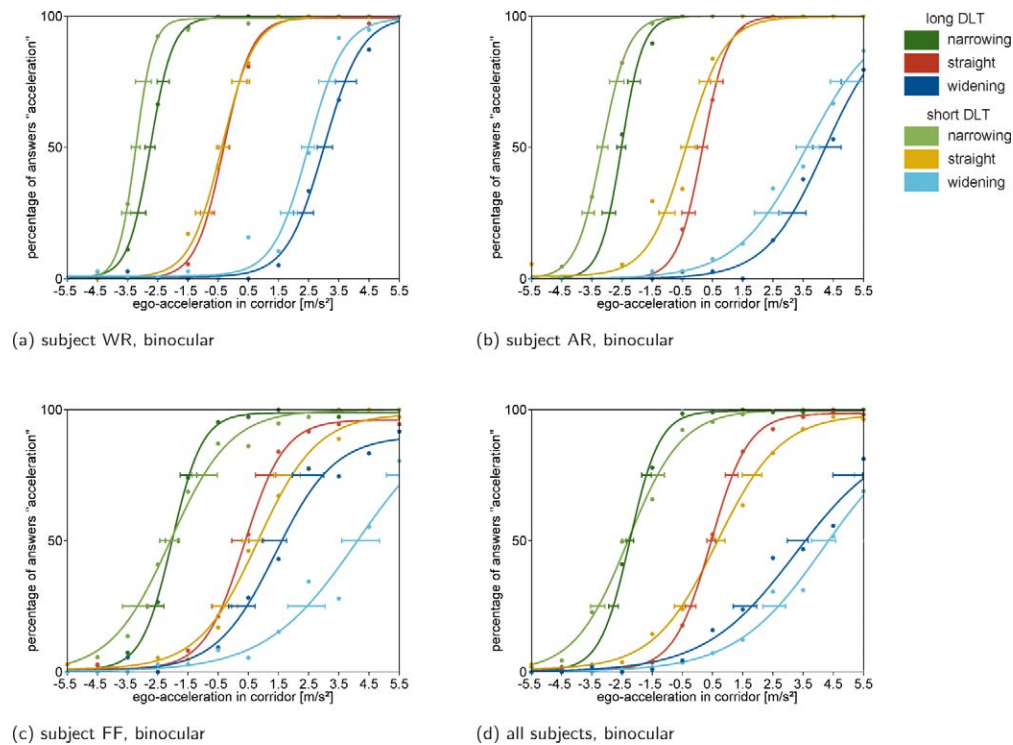 percentage of answers "acceleration"
100
50
0
-5.5 -4.5 -3.5 -2.5 -1.5 -0.5 0.5 1.5 2.5 3.5 4.5 5.5
ego-acceleration in corridor [m/s²]
(a) subject WR, binocular
percentage of answers "acceleration"
100
50
0
-5.5 -4.5 -3.5 -2.5 -1.5 -0.5 0.5 1.5 2.5 3.5 4.5 5.5
ego-acceleration in corridor [m/s²]
(b) subject AR, binocular
long DLT
narrowing
straight
widening
short DLT
narrowing
straight
widening
percentage of answers "acceleration"
100
50
0
-5.5 -4.5 -3.5 -2.5 -1.5 -0.5 0.5 1.5 2.5 3.5 4.5 5.5
ego-acceleration in corridor [m/s²]
(c) subject FF, binocular
percentage of answers "acceleration"
100
50
0
-5.5 -4.5 -3.5 -2.5 -1.5 -0.5 0.5 1.5 2.5 3.5 4.5 5.5
ego-acceleration in corridor [m/s²]
(d) all subjects, binocular